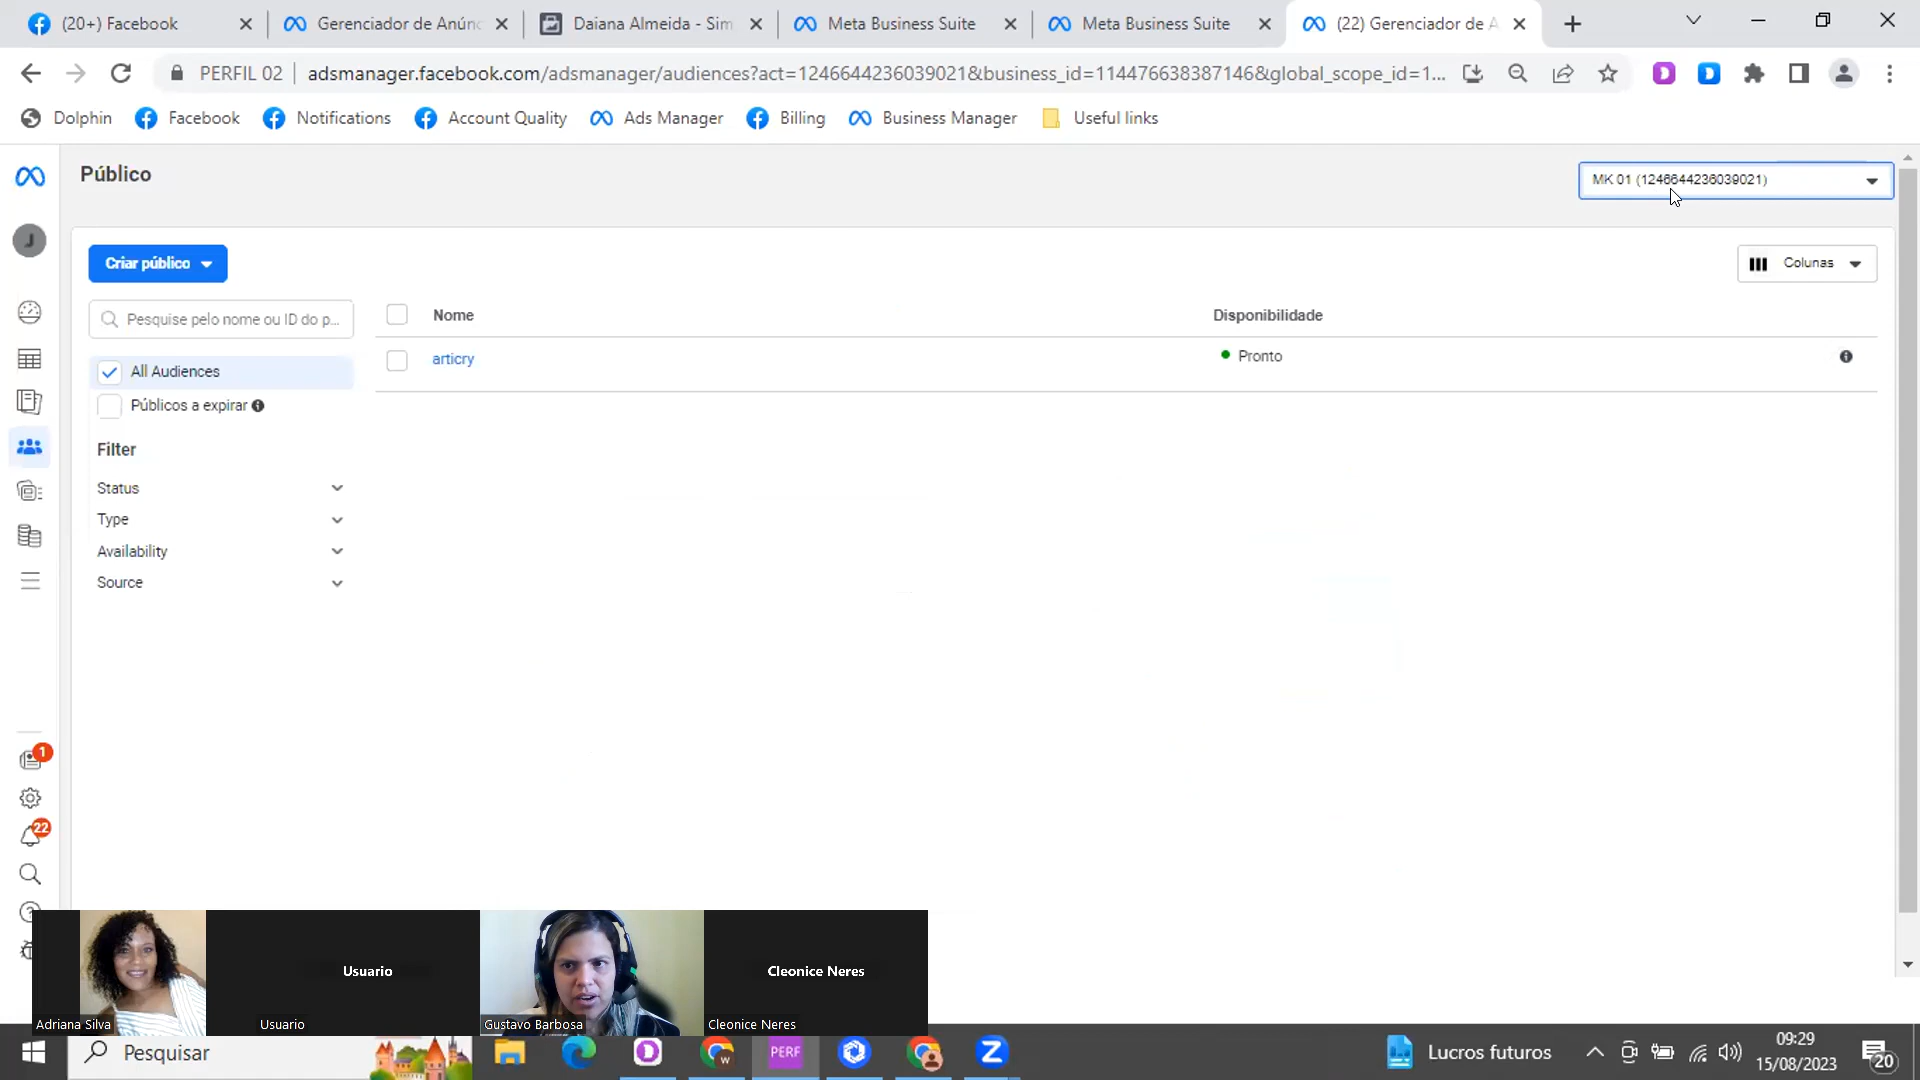 (20+) Facebook
Gerenciador de Anúnc
Daiana Almeida - Sim
Meta Business Suite
Meta Business Suite
(22) Gerenciador de A
PERFIL 02
adsmanager.facebook.com/adsmanager/audiences?act=1246644236039021&business_id=114476638387146&global_scope_id=1...
Dolphin
Facebook
Notifications
Account Quality
Ads Manager
Billing
Business Manager
Useful links
Público
MK 01 (1246644236039021)
J
Criar público
Colunas
Pesquise pelo nome ou ID do p...
Nome
Disponibilidade
articry
Pronto
All Audiences
Públicos a expirar
Filter
Status
Type
Availability
Source
1
22
Usuario
Cleonice Neres
Adriana Silva
Usuario
Gustavo Barbosa
Cleonice Neres
Pesquisar
PERF
Lucros futuros
09:29
15/08/2023
20